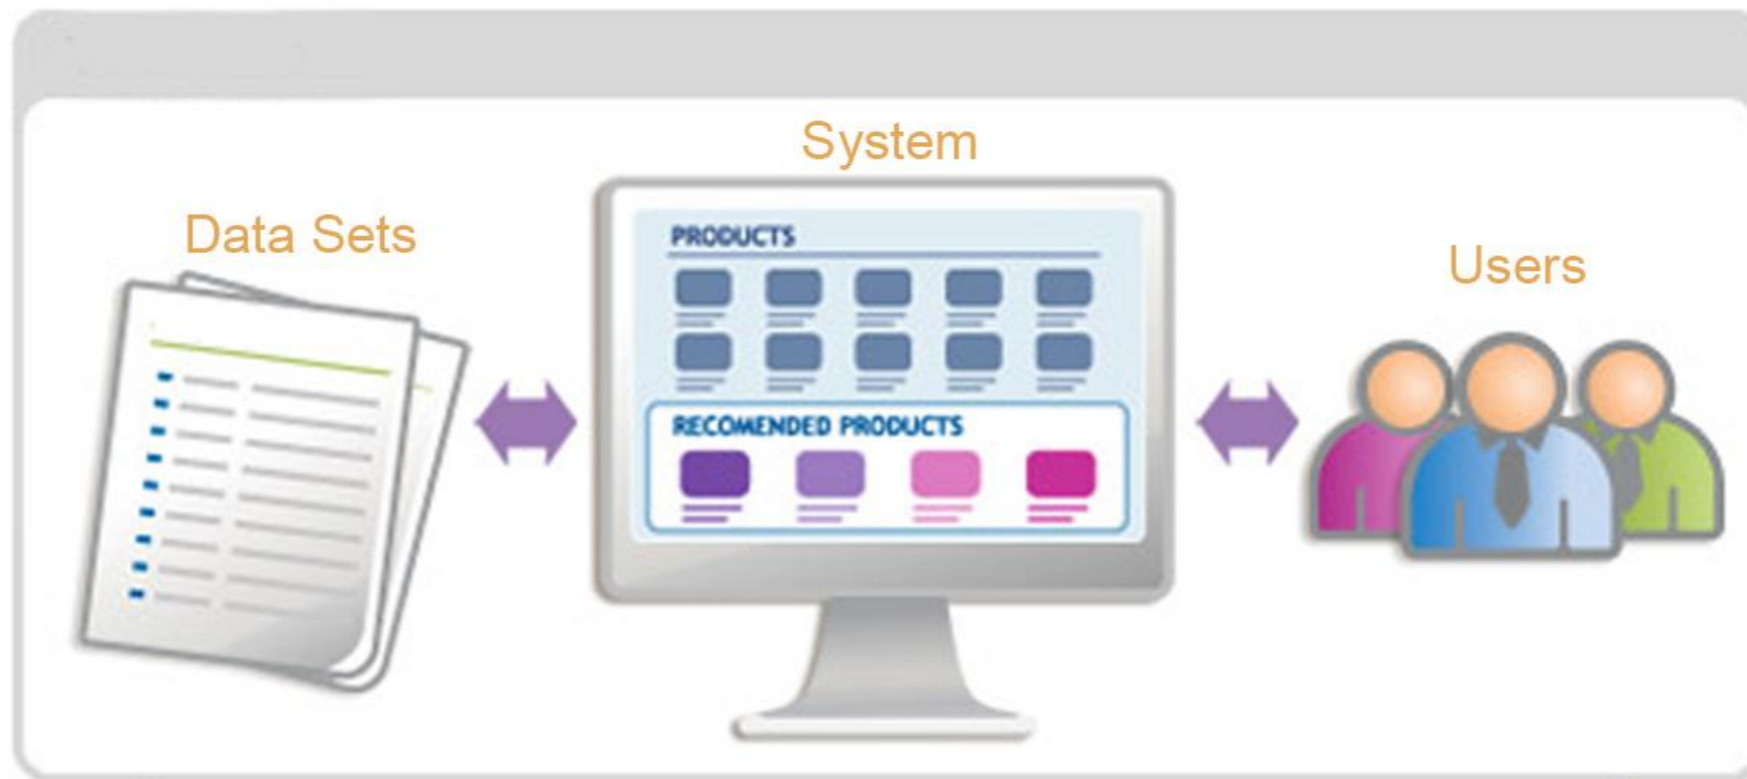 System
Data Sets
Users
PRODUCTS
RECOMENDED PRODUCTS